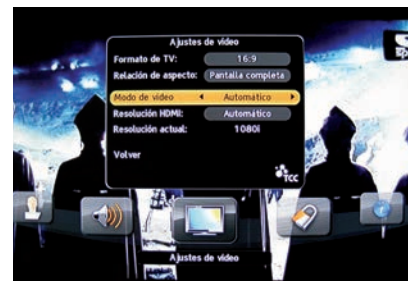 Ajustes de vídeo
Formato de TV: 16:9
Relación de aspecto: Pantalla completa
Modo de vídeo Automático
Resolución HDMI: Automático
Resolución actual: 1080i
Volver
TCC
Ajustes de vídeo